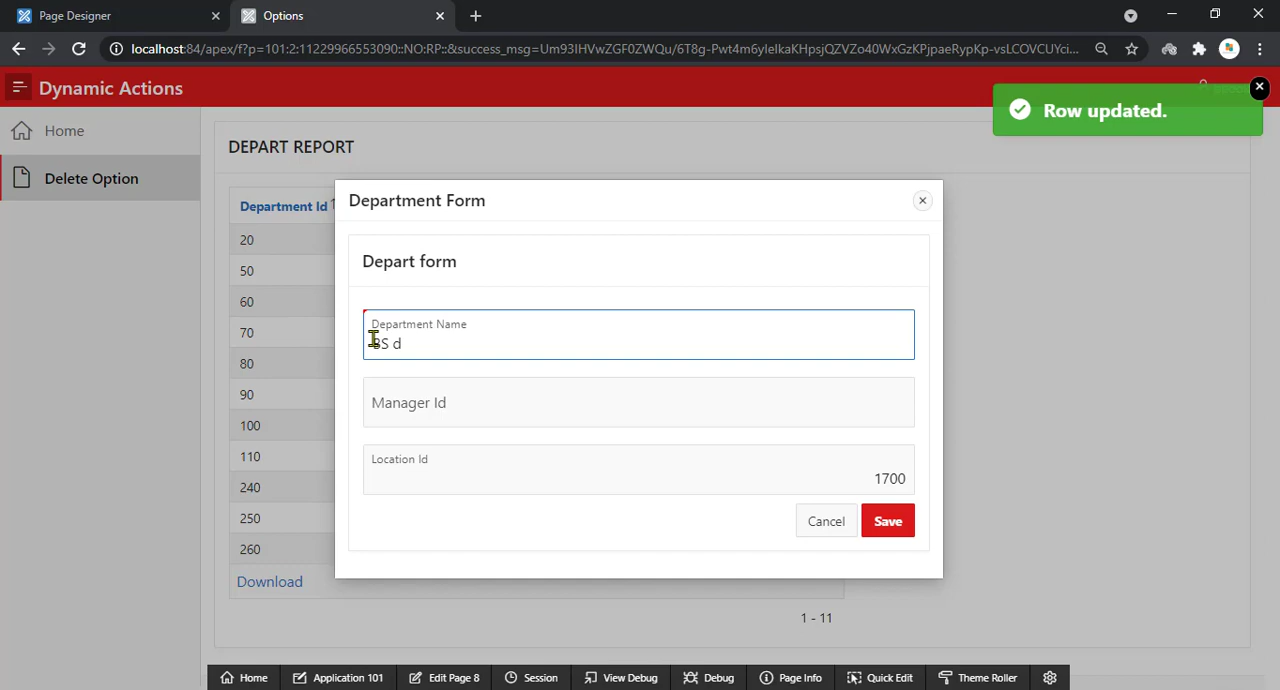 Page Designer
Options
localhost:84/apex/f?p=101:2:11229966553090::NO:RP::&success_msg=Um93IHVwZGF0ZWQu/6T8g-Pwt4m6ylelkaKHpsjQZVZo40WxGzKPjpaeRypKp-vsLCOVCUYci...
Dynamic Actions
Row updated.
Home
Delete Option
DEPART REPORT
Department Id
20
50
60
70
80
90
100
110
240
250
260
Download
1 - 11
Department Form
Depart form
Department Name
BS d
Manager Id
Location Id
1700
Cancel
Save
Home
Application 101
Edit Page 8
Session
View Debug
Debug
Page Info
Quick Edit
Theme Roller